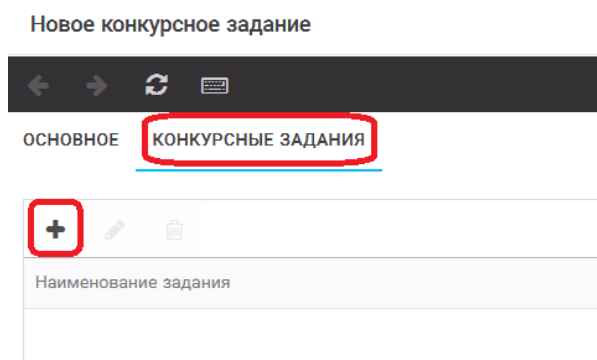 Новое конкурсное задание
ОСНОВНОЕ КОНКУРСНЫЕ ЗАДАНИЯ
Наименование задания